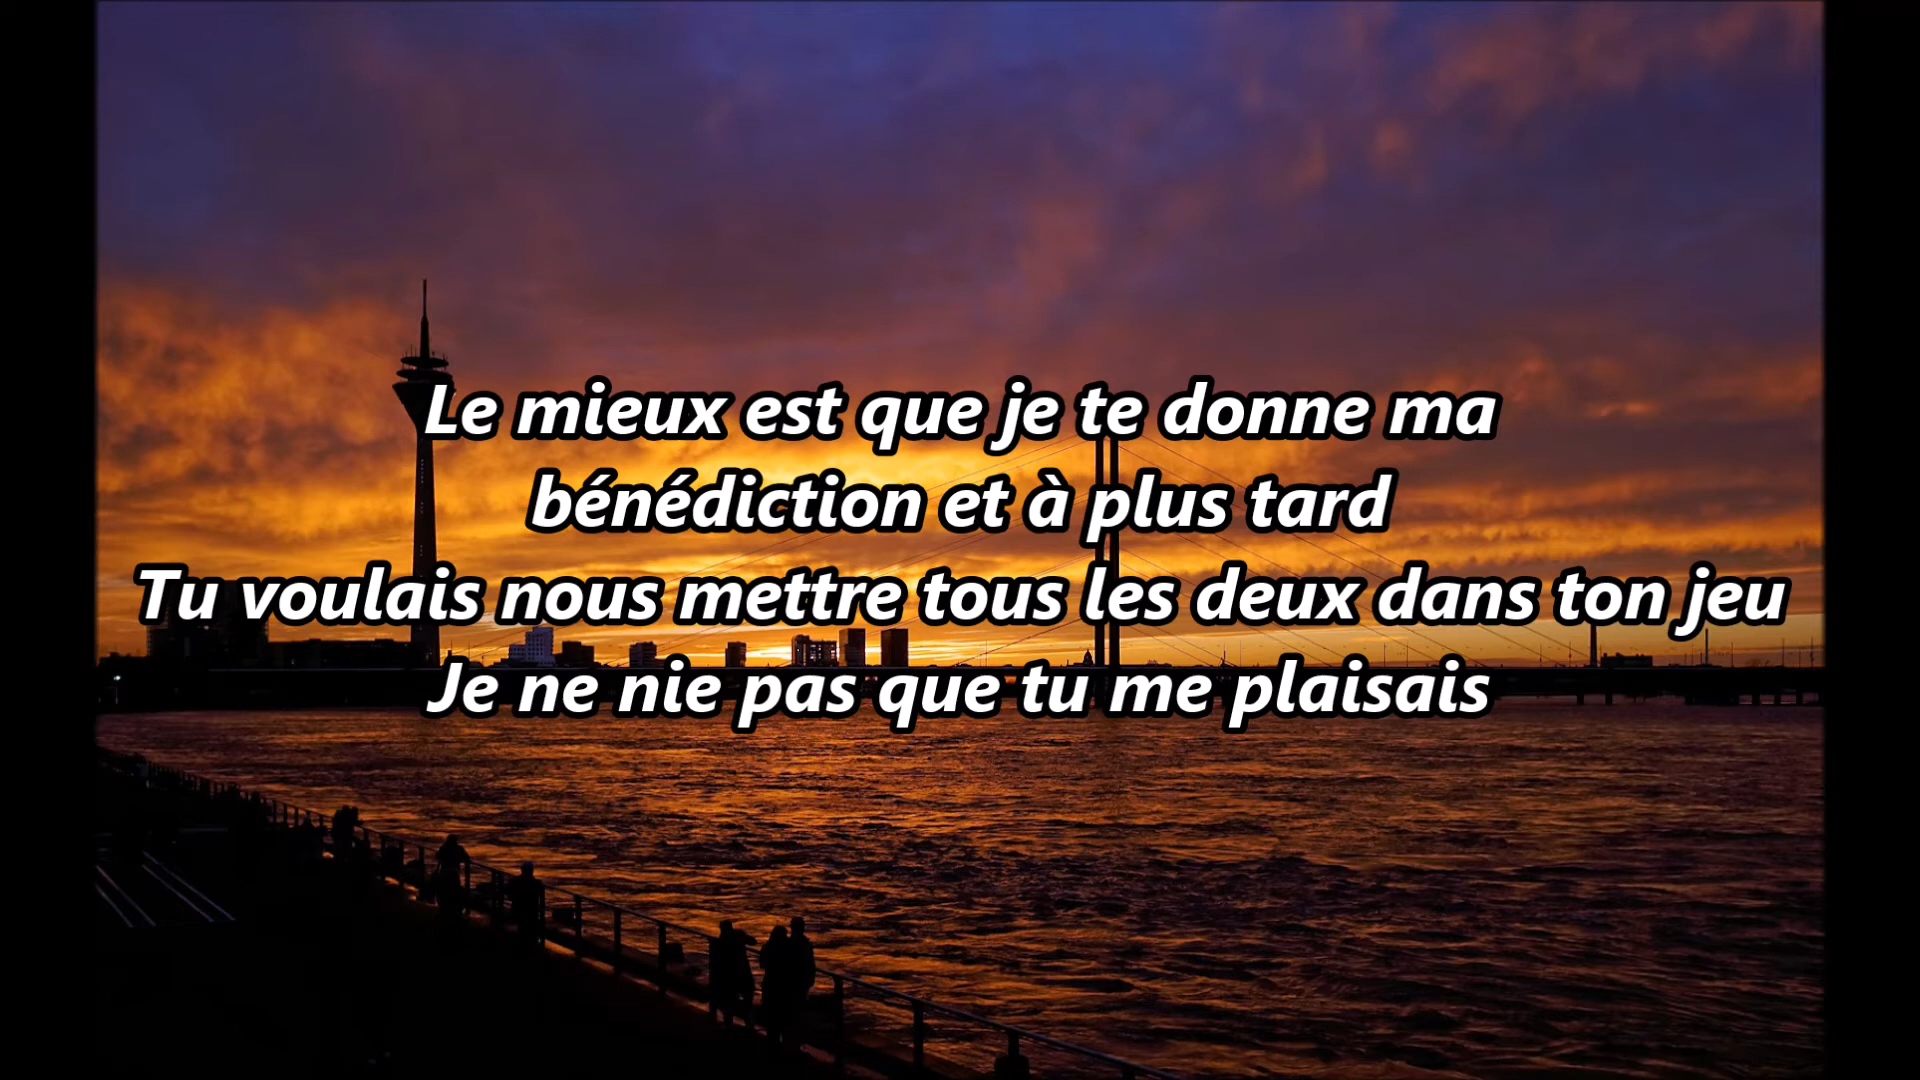 Le mieux est que je te donne ma
bénédiction et à plus tard
Tu voulais nous mettre tous les deux dans ton jeu
Je ne nie pas que tu me plaisais